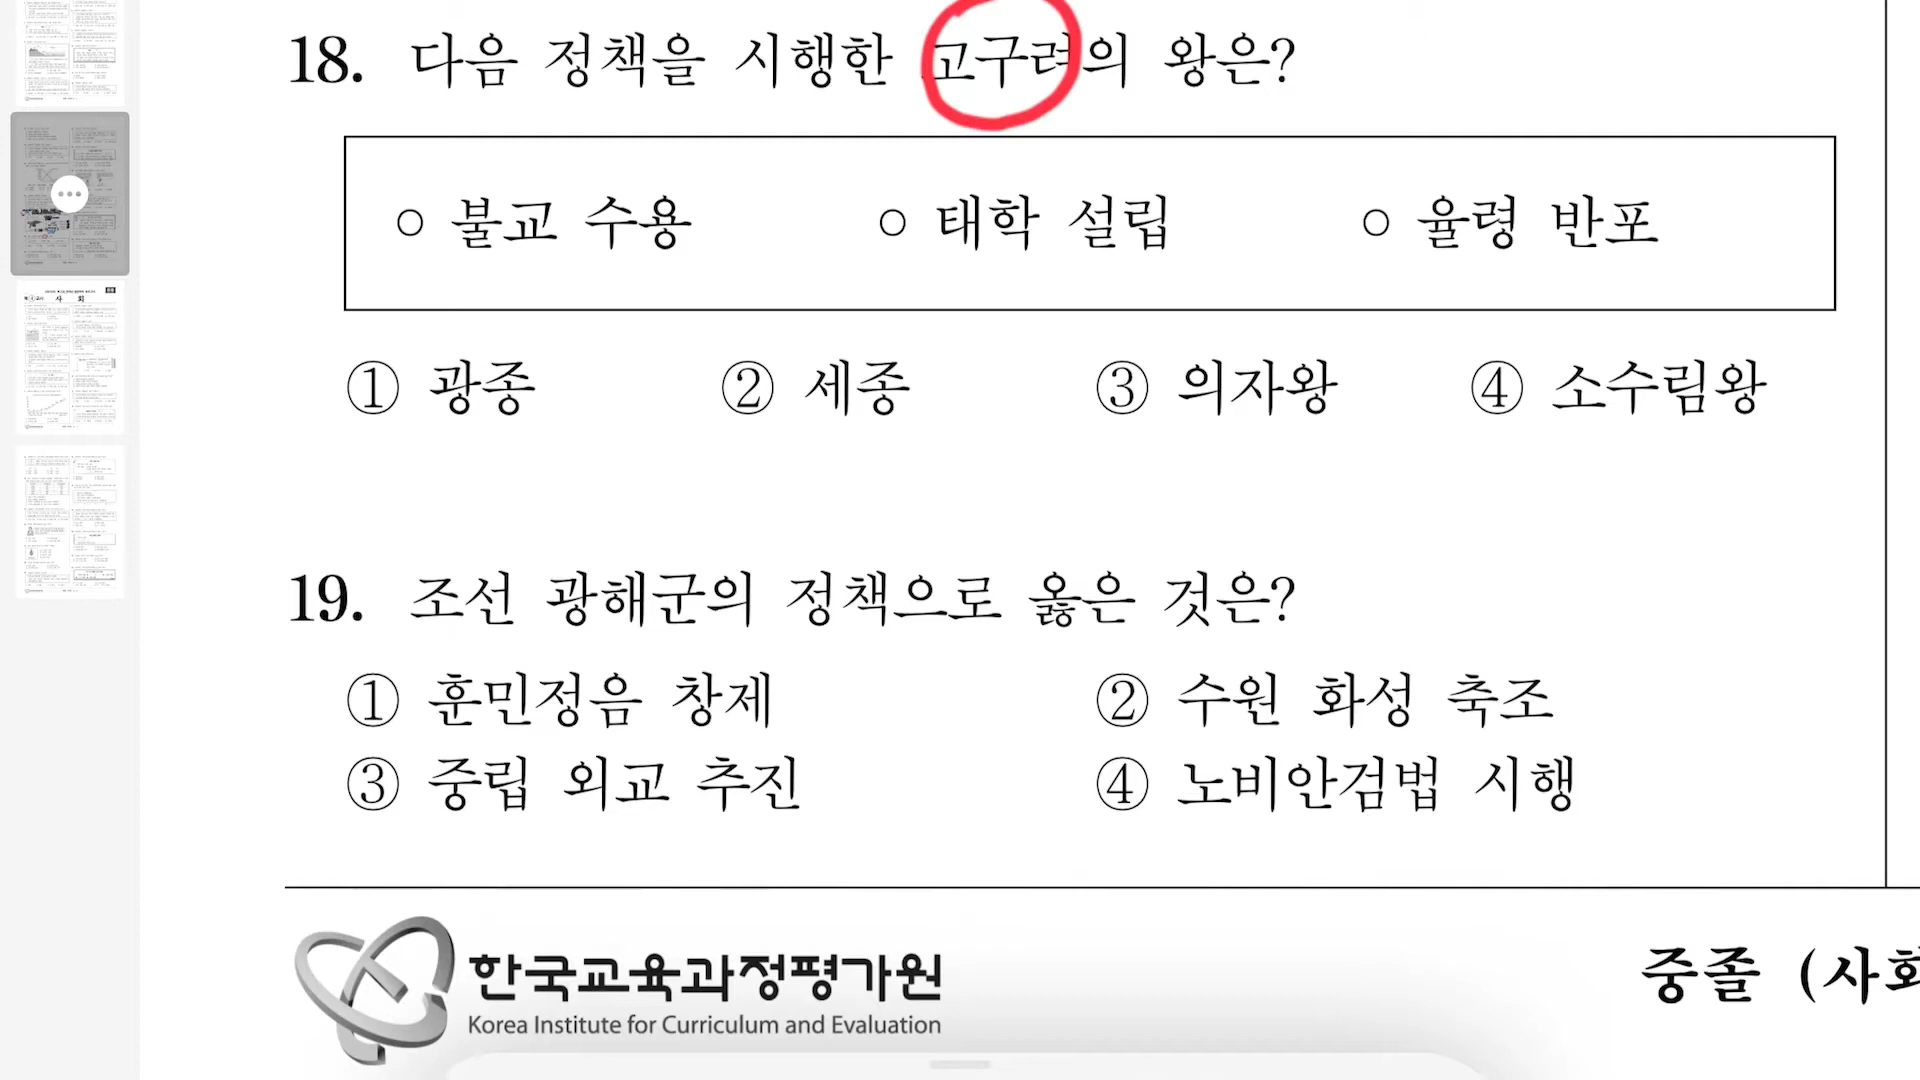 18. 다음 정책을 시행한 고구려의 왕은?
○ 불교 수용 ○ 태학 설립 ○ 율령 반포
① 광종 ② 세종 ③ 의자왕 ④ 소수림왕
19. 조선 광해군의 정책으로 옳은 것은?
① 훈민정음 창제 ② 수원 화성 축조
③ 중립 외교 추진 ④ 노비안검법 시행
한국교육과정평가원
Korea Institute for Curriculum and Evaluation
중졸 (사회